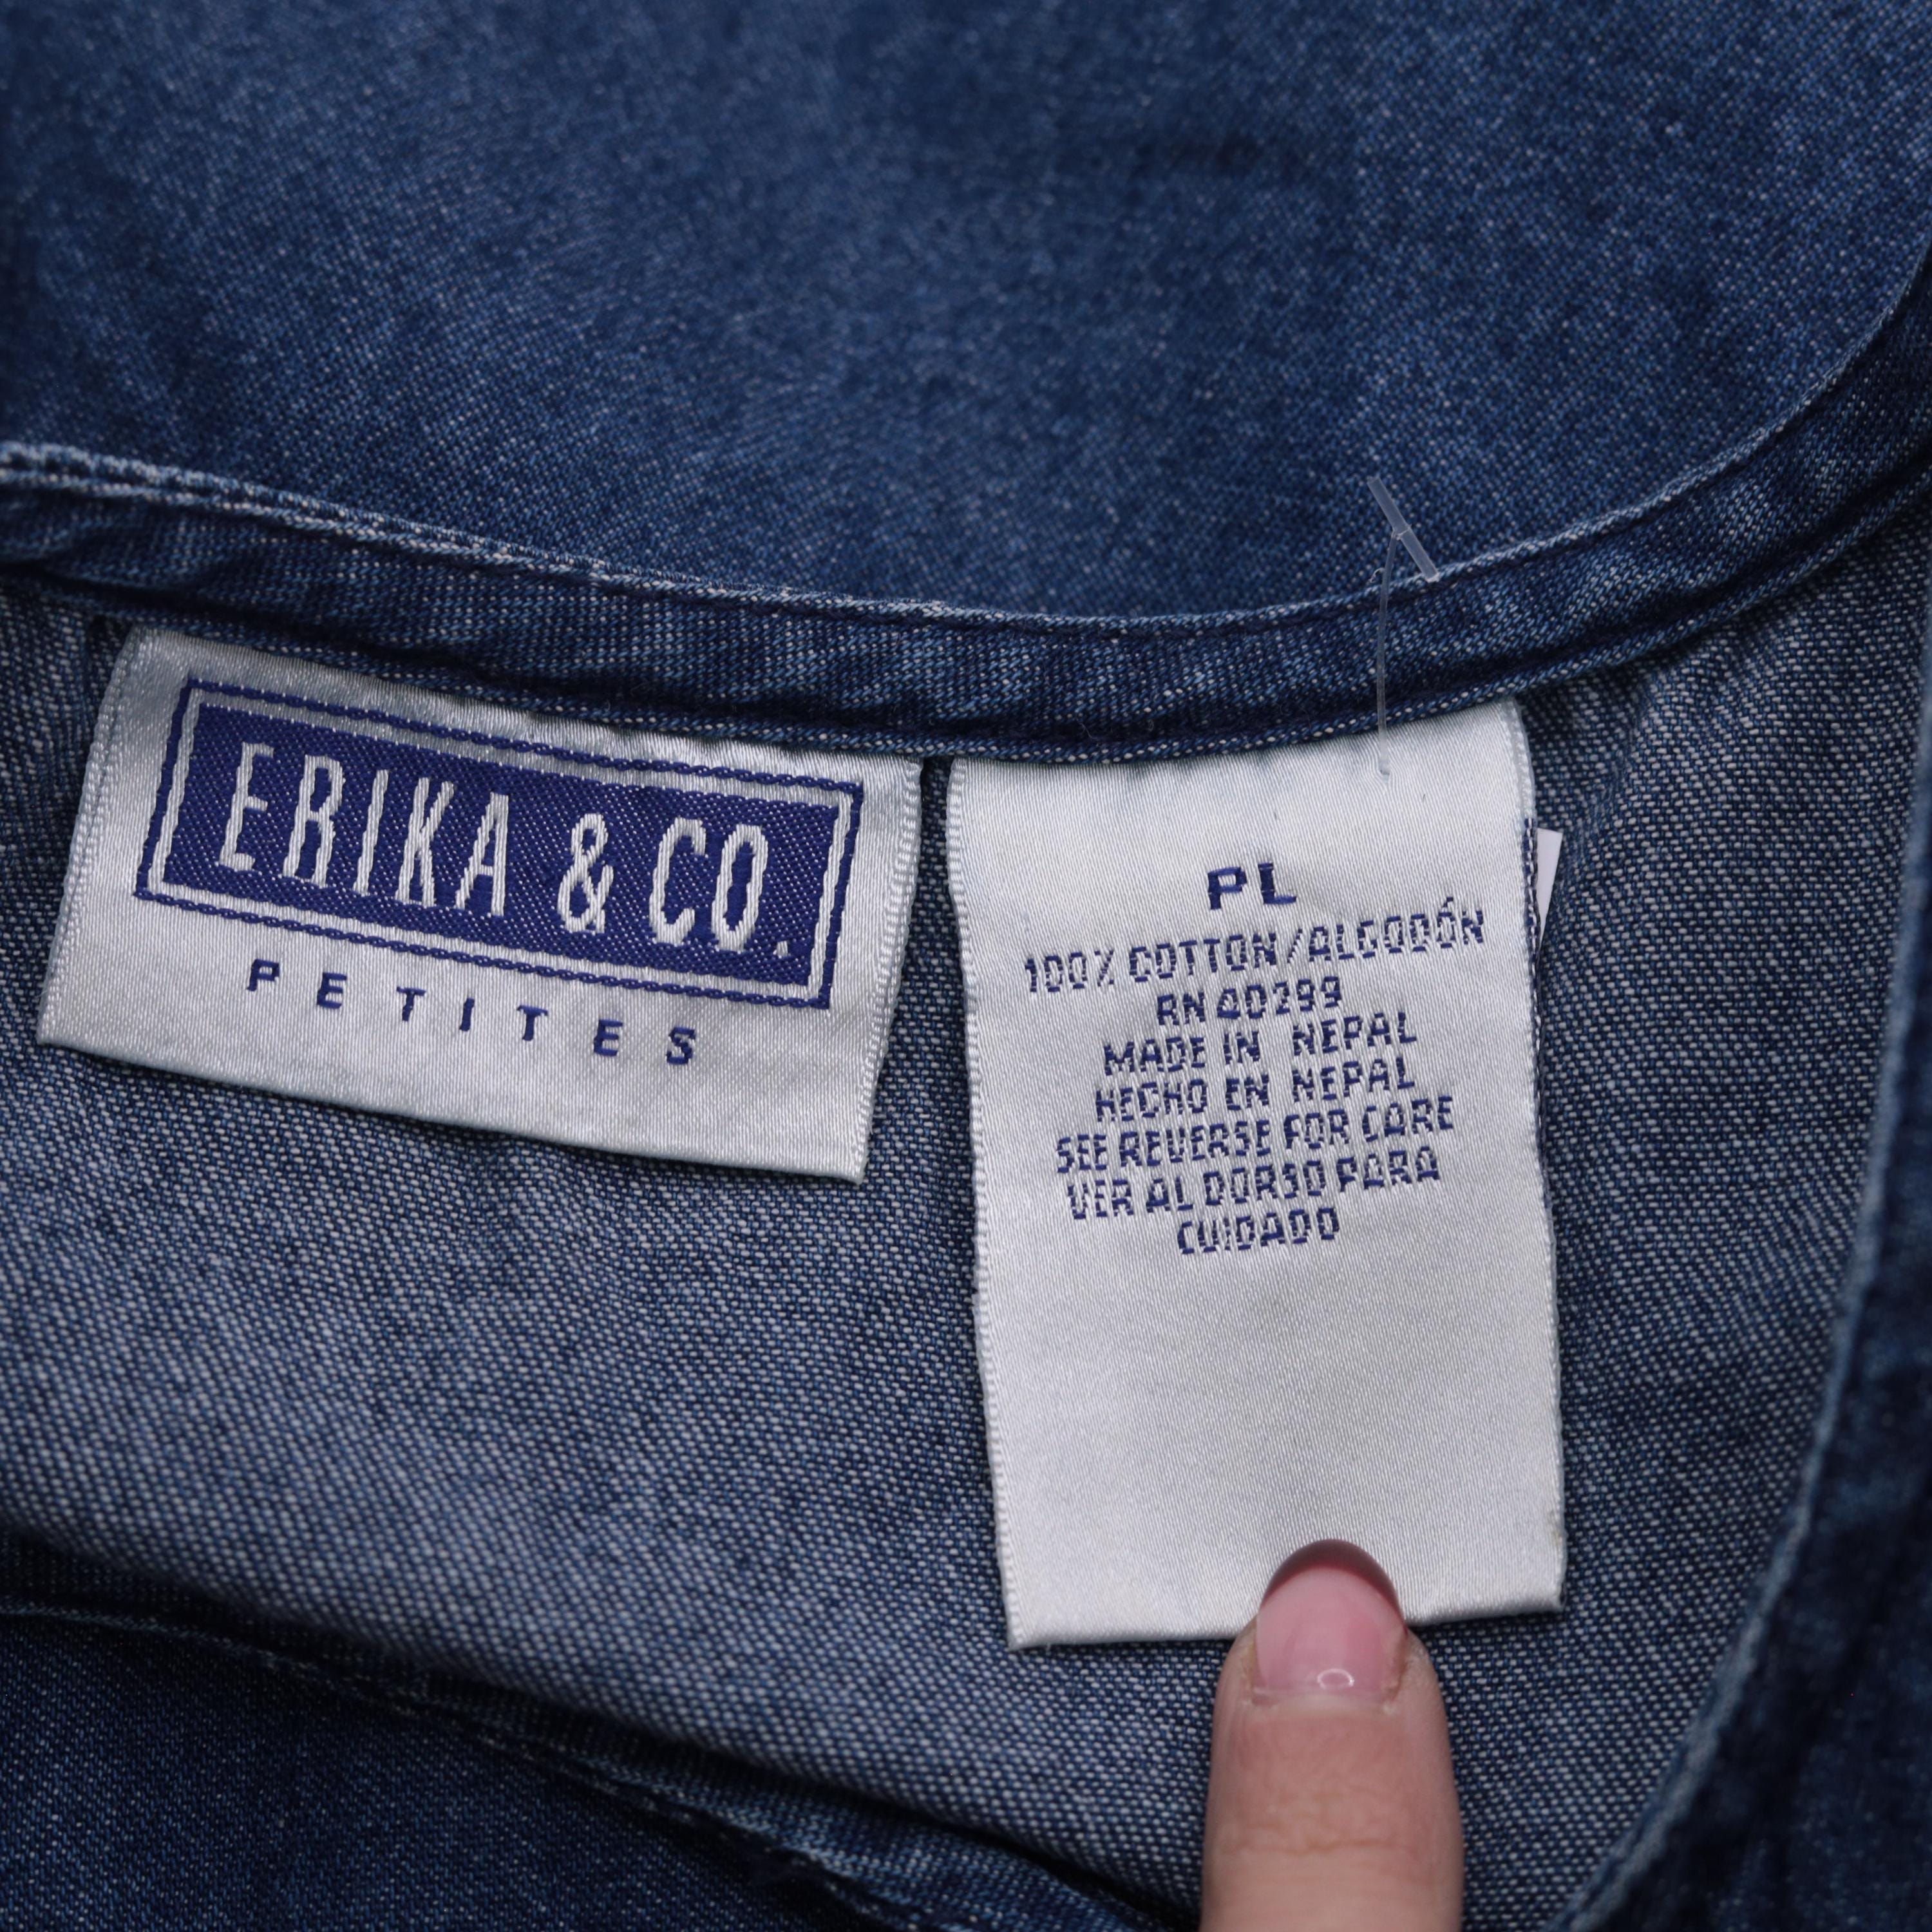 ERIKA & CO.
PETITES
PL
100% COTTON/ALGODÓN
RN 40299
MADE IN NEPAL
HECHO EN NEPAL
SEE REVERSE FOR CARE
VER AL DORSO PARA
CUIDADO